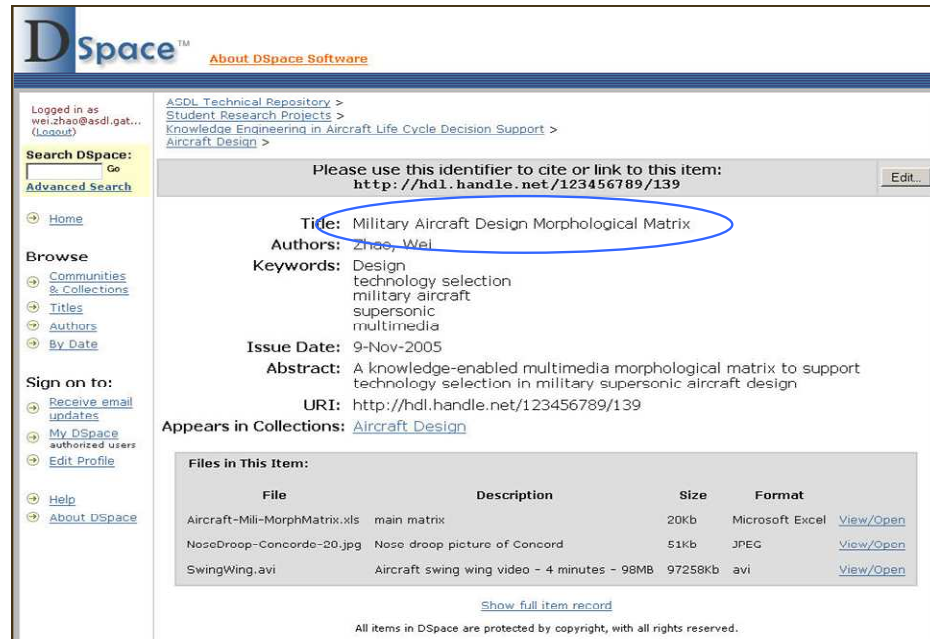 DSpace™
About DSpace Software
Logged in as
wei.zhao@asdl.gat...
(Logout)
Search DSpace:
Go
Advanced Search
Home
Browse
Communities
& Collections
Titles
Authors
By Date
Sign on to:
Receive email
updates
My DSpace
authorized users
Edit Profile
Help
About DSpace
ASDL Technical Repository >
Student Research Projects >
Knowledge Engineering in Aircraft Life Cycle Decision Support >
Aircraft Design >
Please use this identifier to cite or link to this item:
http://hdl.handle.net/123456789/139
Edit...
Title: Military Aircraft Design Morphological Matrix
Authors: Zhao, Wei
Keywords: Design
technology selection
military aircraft
supersonic
multimedia
Issue Date: 9-Nov-2005
Abstract: A knowledge-enabled multimedia morphological matrix to support
technology selection in military supersonic aircraft design
URI: http://hdl.handle.net/123456789/139
Appears in Collections: Aircraft Design
Files in This Item:
File Description Size Format
Aircraft-Mili-MorphMatrix.xls main matrix 20Kb Microsoft Excel View/Open
NoseDroop-Concorde-20.jpg Nose droop picture of Concord 51Kb JPEG View/Open
SwingWing.avi Aircraft swing wing video - 4 minutes - 98MB 97258Kb avi View/Open
Show full item record
All items in DSpace are protected by copyright, with all rights reserved.